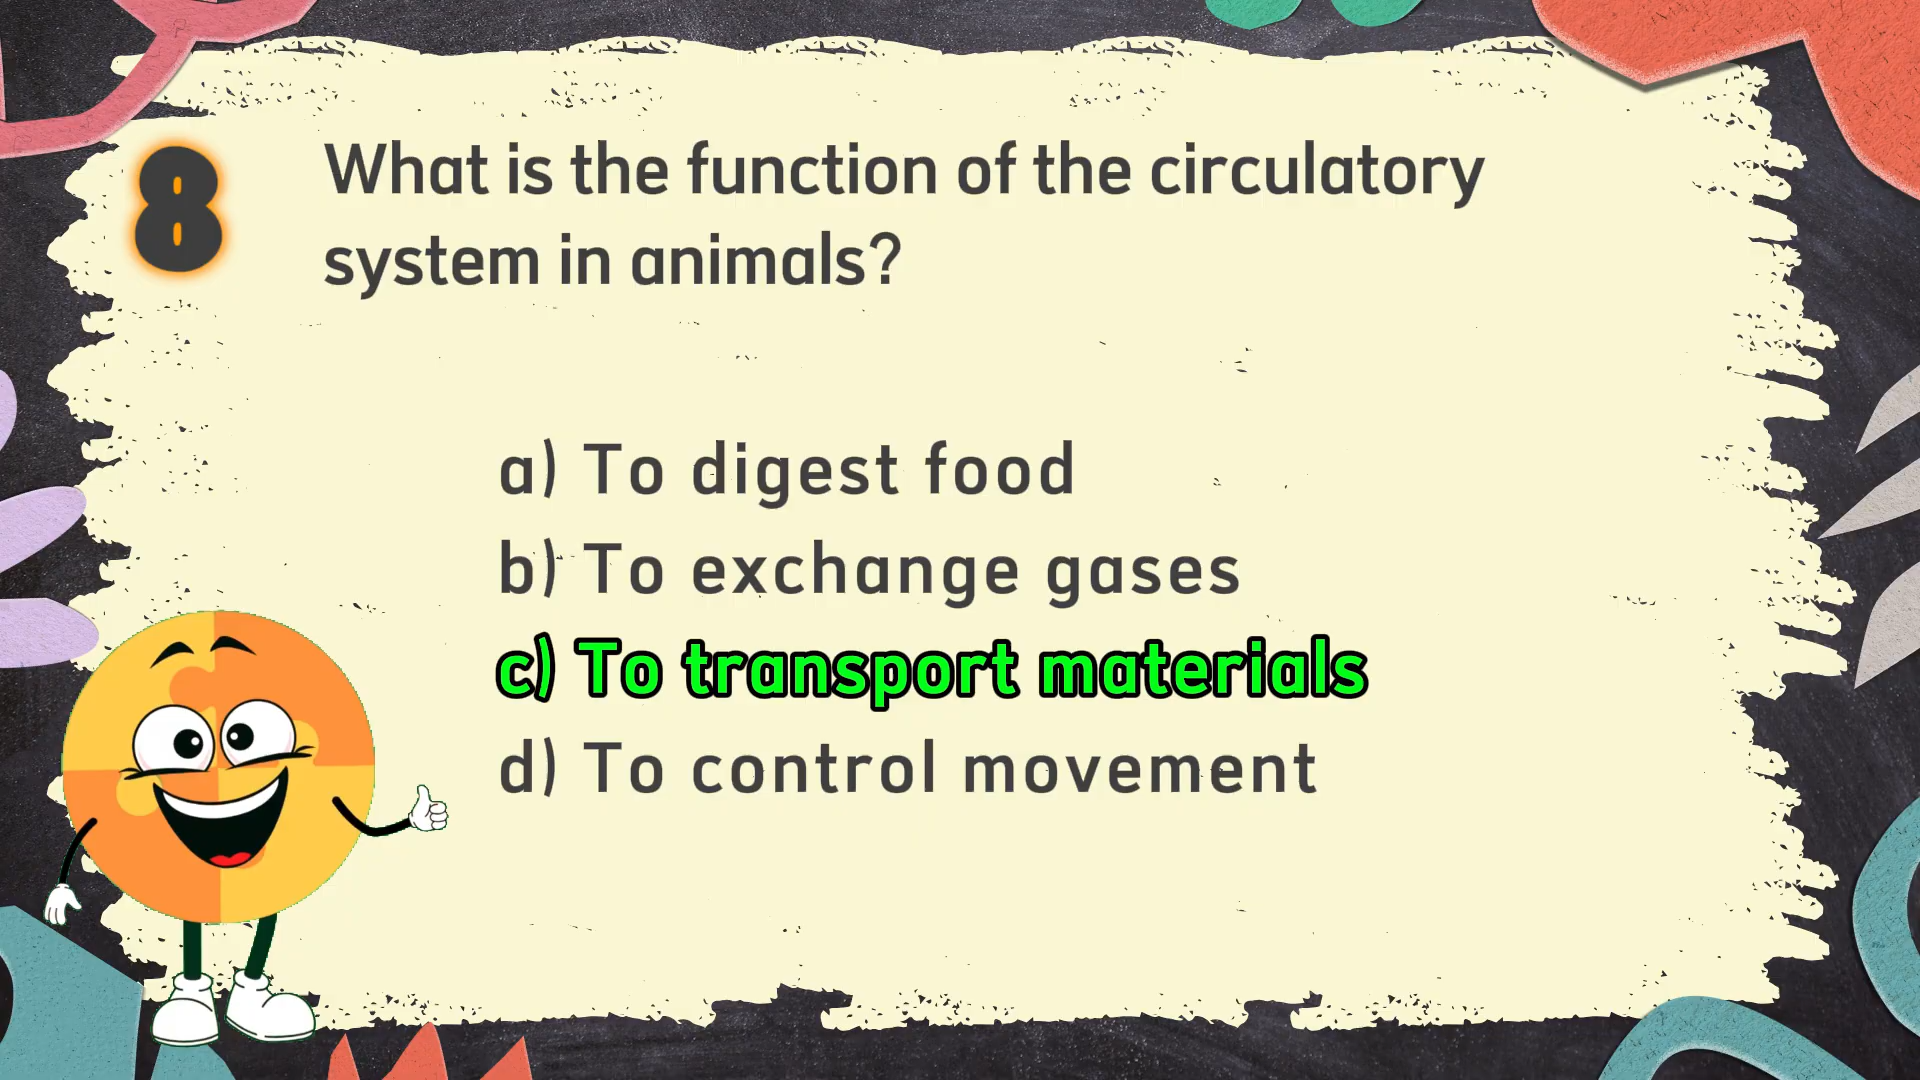 8
What is the function of the circulatory
system in animals?
a) To digest food
b) To exchange gases
c) To transport materials
d) To control movement